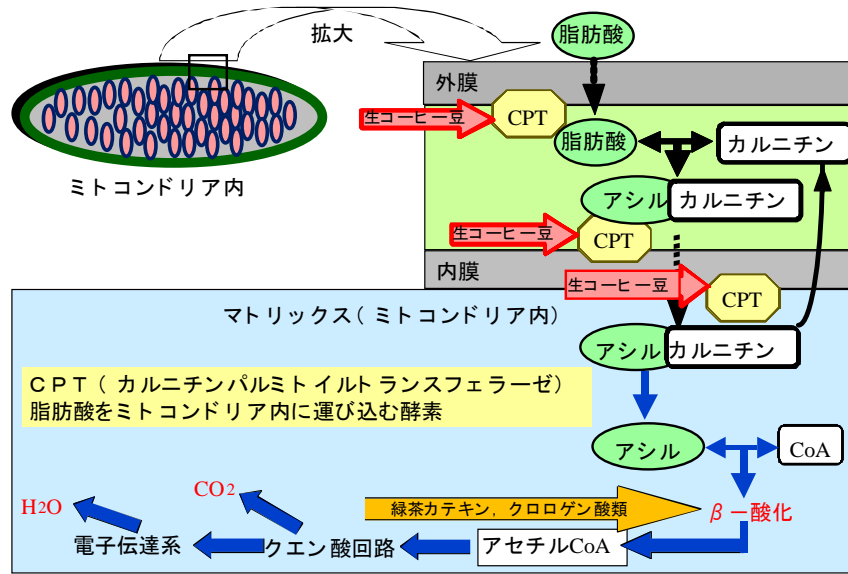 拡大
脂肪酸
外膜
生コーヒー豆
CPT
脂肪酸
カルニチン
ミトコンドリア内
アシル
カルニチン
生コーヒー豆
CPT
内膜
生コーヒー豆
CPT
マトリックス(ミトコンドリア内)
アシル
カルニチン
CPT(カルニチンパルミトイルトランスフェラーゼ)
脂肪酸をミトコンドリア内に運び込む酵素
アシル
CoA
H2O
CO2
緑茶カテキン，クロロゲン酸類
βー酸化
電子伝達系
クエン酸回路
アセチルCoA